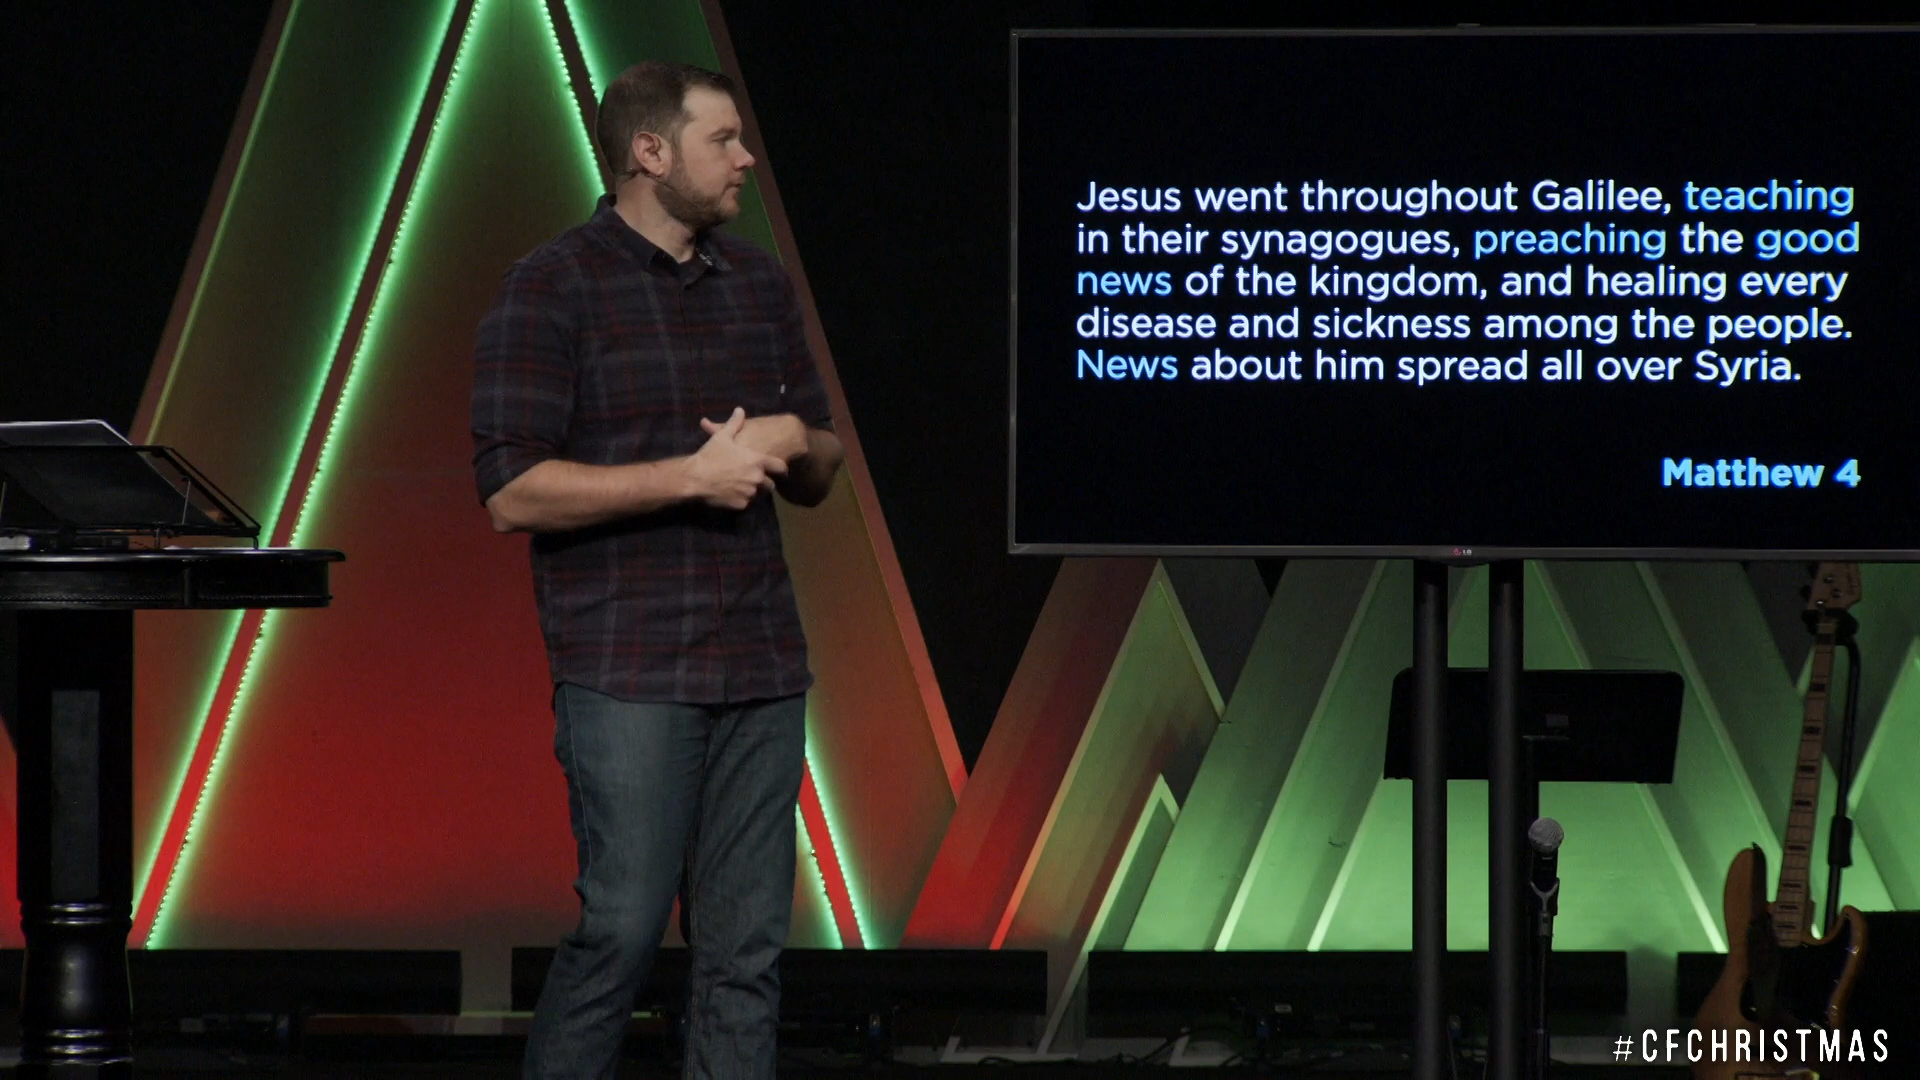 Jesus went throughout Galilee, teaching
in their synagogues, preaching the good
news of the kingdom, and healing every
disease and sickness among the people.
News about him spread all over Syria.
Matthew 4
LG
#CFCHRISTMAS